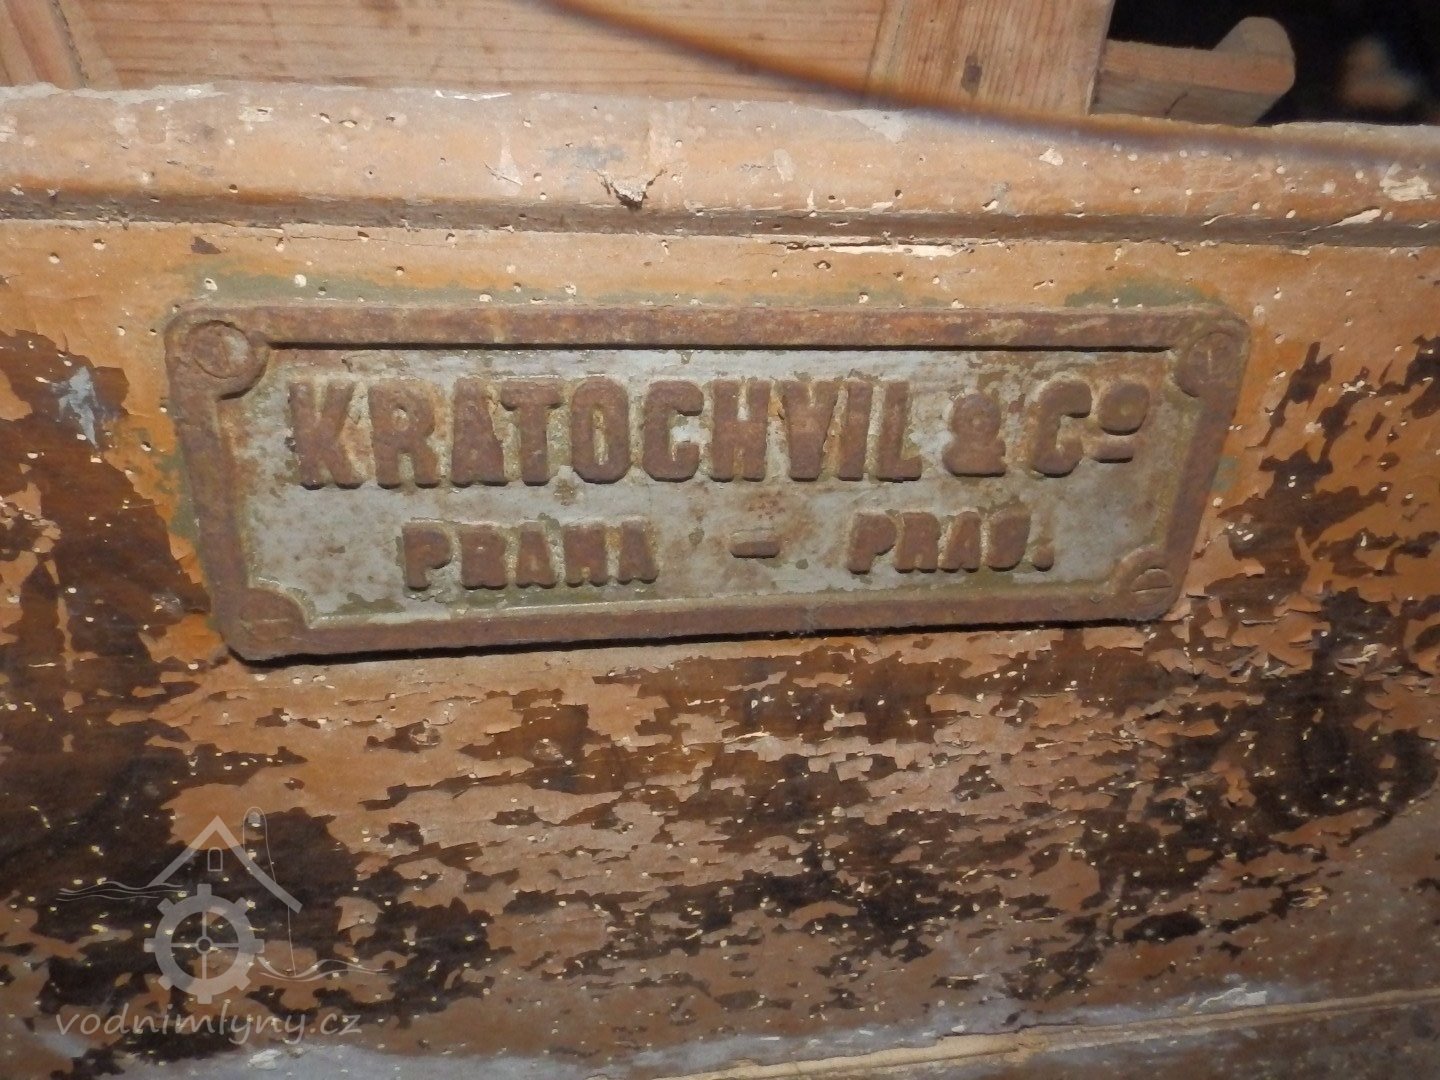 KRATOCHVIL & Cº
PRAHA - PRAG.
vodnimlyny.cz